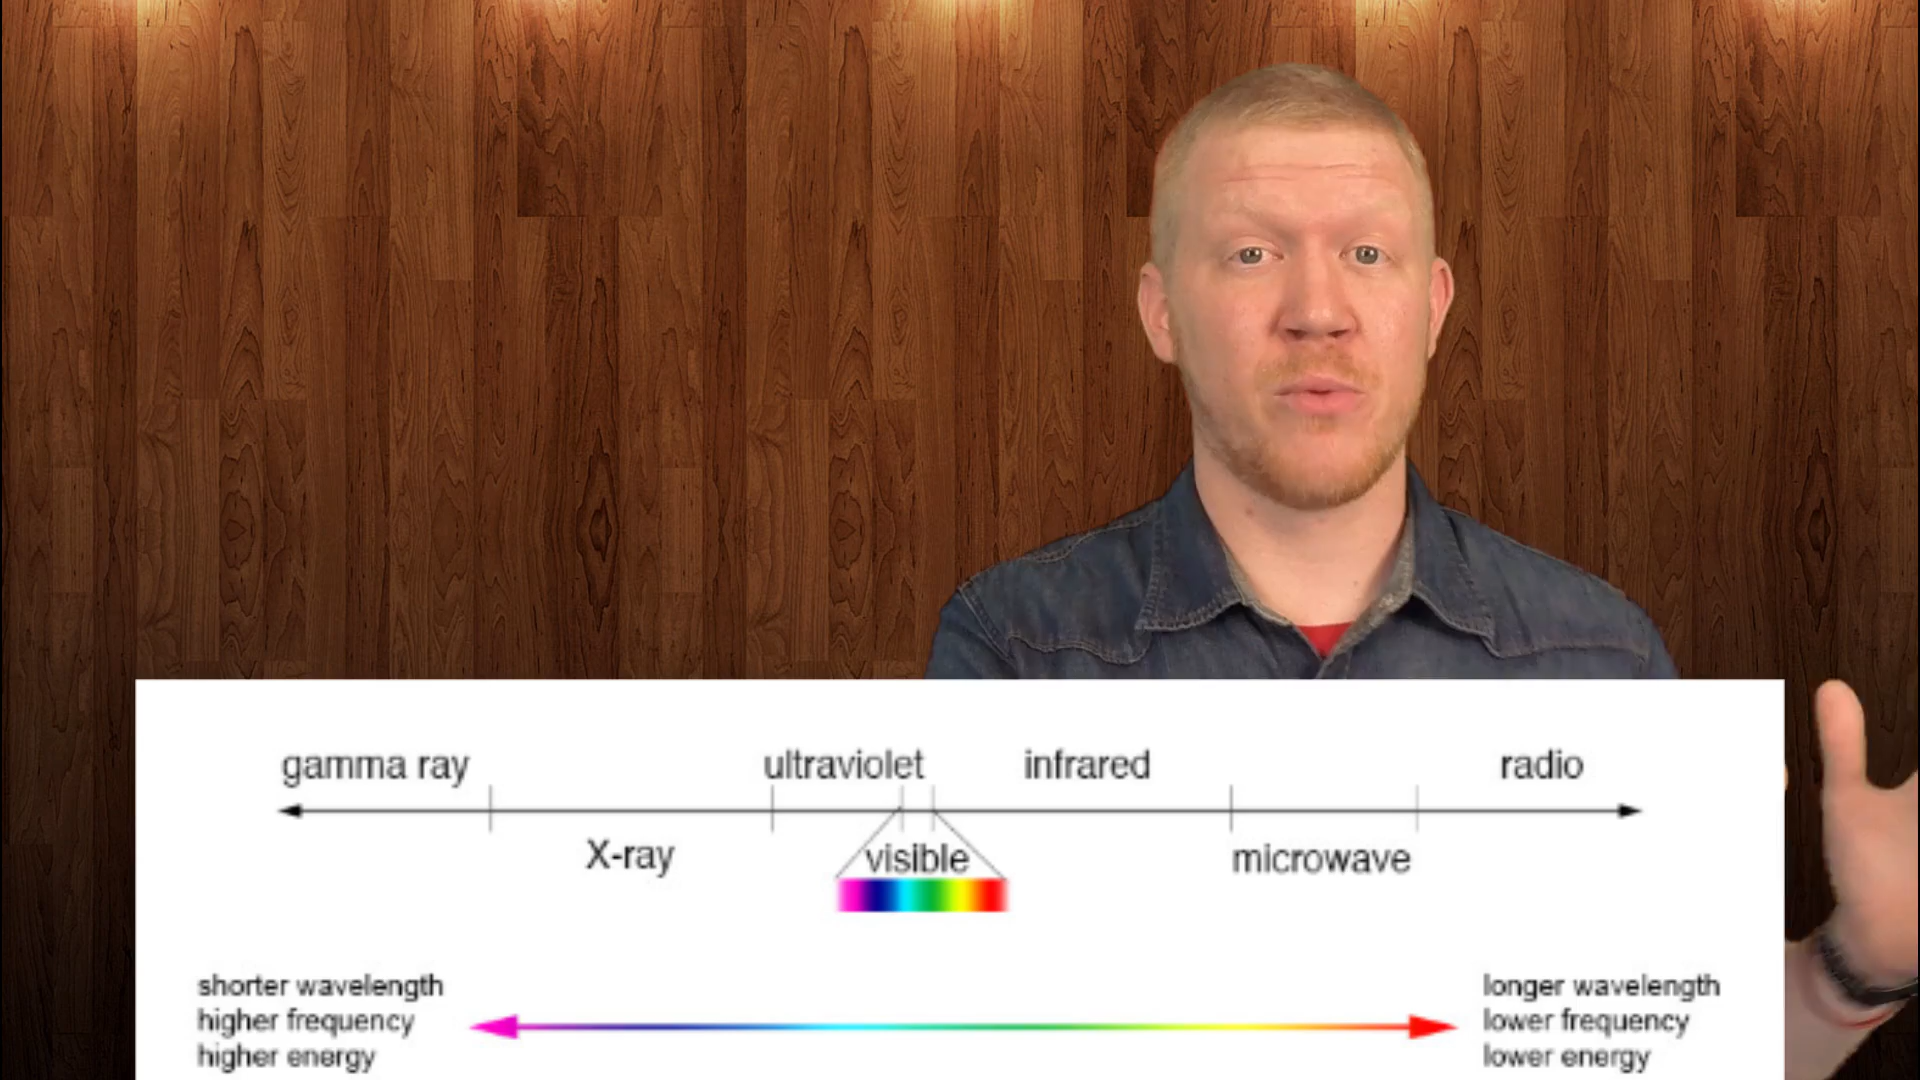 gamma ray
ultraviolet
infrared
radio
X-ray
visible
microwave
shorter wavelength
higher frequency
higher energy
longer wavelength
lower frequency
lower energy